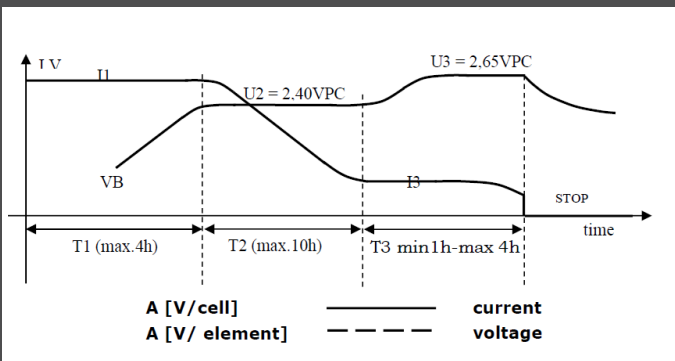 I V
I1
U3 = 2,65VPC
U2 = 2,40VPC
VB
I3
STOP
time
T1 (max.4h)
T2 (max.10h)
T3 min1h-max 4h
A [V/cell] current
A [V/ element] voltage